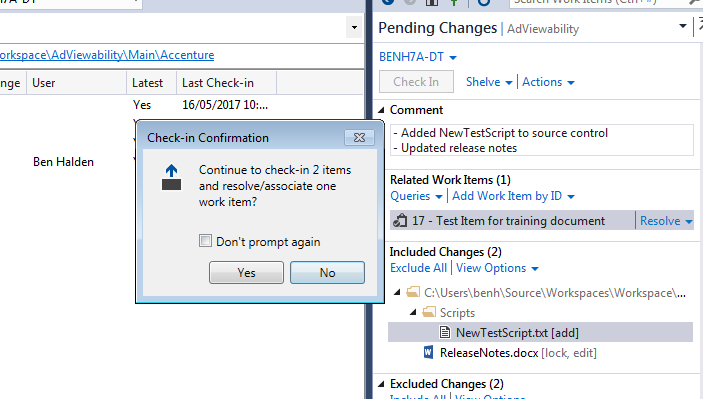 Search Work Items (Ctrl+')
Pending Changes | AdViewability
orkspace\AdViewability\Main\Accenture
BENH7A-DT
Check In Shelve Actions
nge User Latest Last Check-in
Yes 16/05/2017 10:...
Comment
- Added NewTestScript to source control
- Updated release notes
Check-in Confirmation
Ben Halden
Continue to check-in 2 items
and resolve/associate one
work item?
Don't prompt again
Yes No
Related Work Items (1)
Queries Add Work Item by ID
17 - Test Item for training document Resolve
Included Changes (2)
Exclude All View Options
C:\Users\benh\Source\Workspaces\Workspace\...
Scripts
NewTestScript.txt [add]
ReleaseNotes.docx [lock, edit]
Excluded Changes (2)
Include All View Options